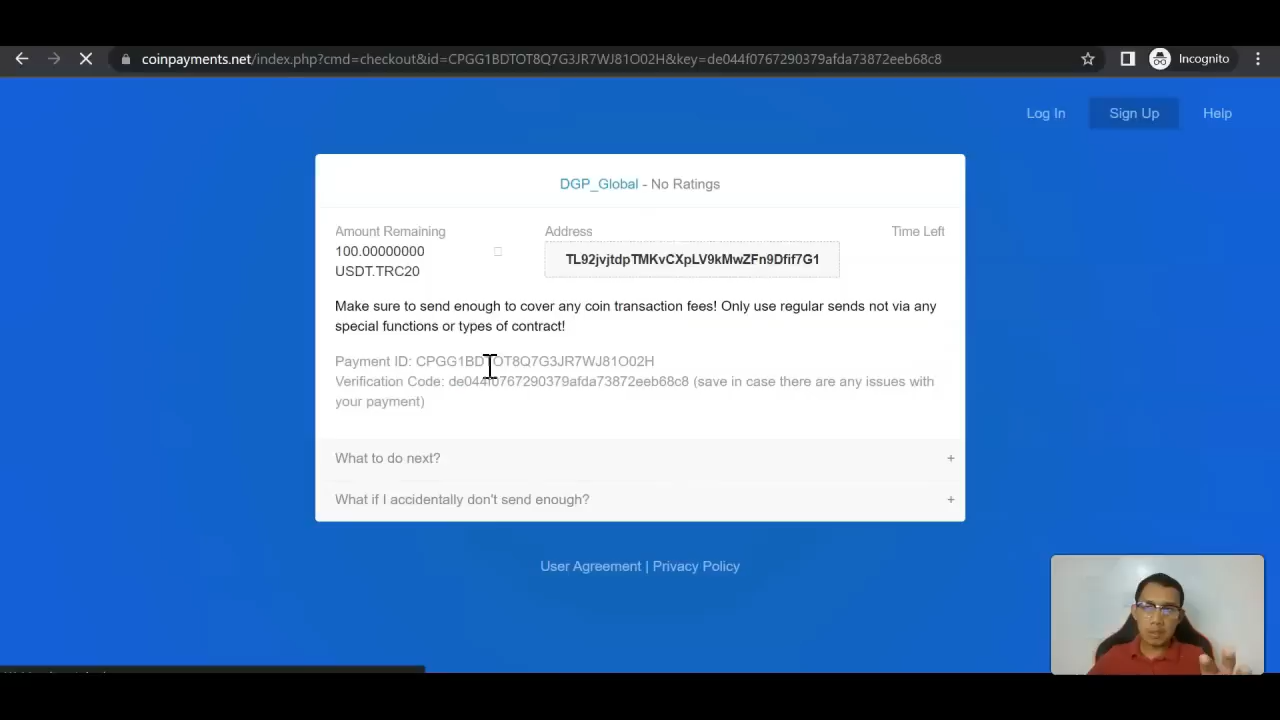 coinpayments.net/index.php?cmd=checkout&id=CPGG1BDTOT8Q7G3JR7WJ81O02H&key=de044f0767290379afda73872eeb68c8
Incognito
Log In
Sign Up
Help
DGP_Global - No Ratings
Amount Remaining
Address
Time Left
100.00000000
USDT.TRC20
TL92jvjtdpTMKvCXpLV9kMwZFn9Dfif7G1
Make sure to send enough to cover any coin transaction fees! Only use regular sends not via any
special functions or types of contract!
Payment ID: CPGG1BDTOT8Q7G3JR7WJ81O02H
Verification Code: de044f0767290379afda73872eeb68c8 (save in case there are any issues with
your payment)
What to do next?
+
What if I accidentally don't send enough?
+
User Agreement | Privacy Policy